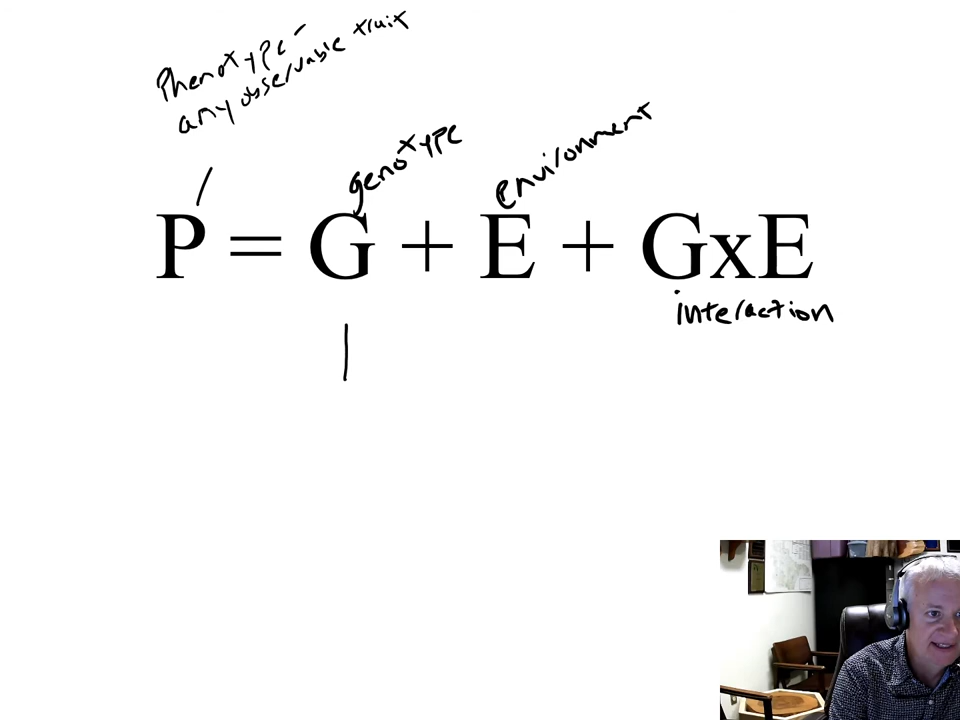 Phenotype -
any observable trait
genotype
environment
P = G + E + GxE
interaction